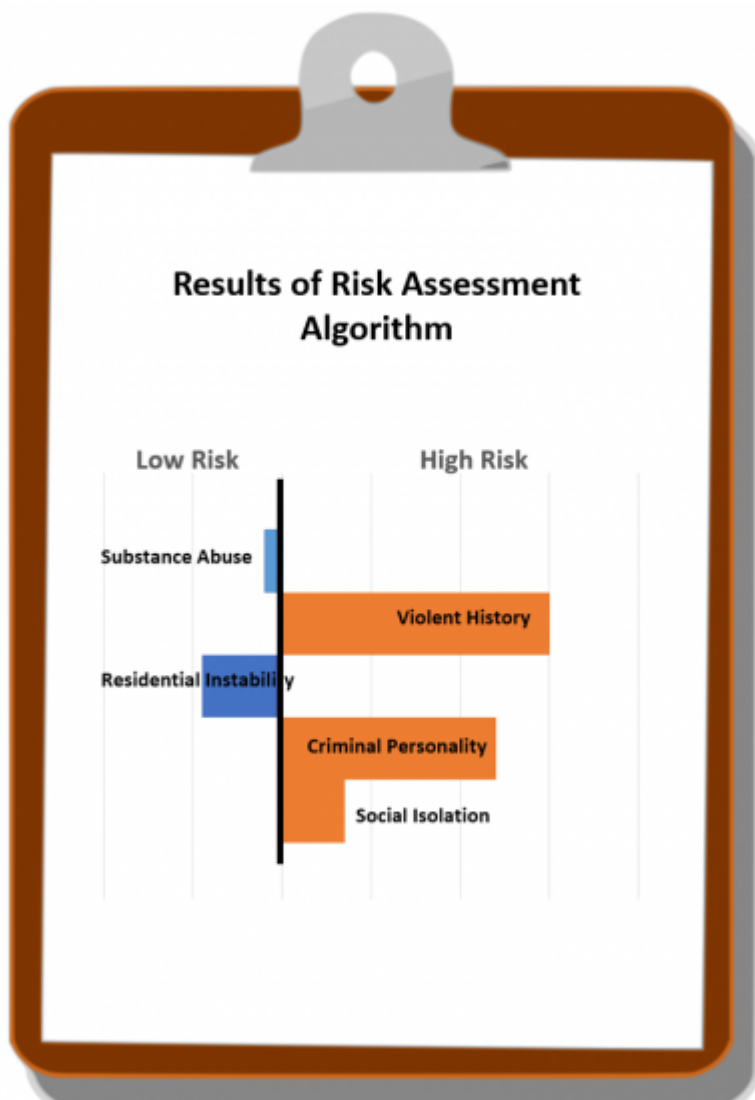 Results of Risk Assessment
Algorithm
Low Risk
High Risk
Substance Abuse
Violent History
Residential Instability
Criminal Personality
Social Isolation